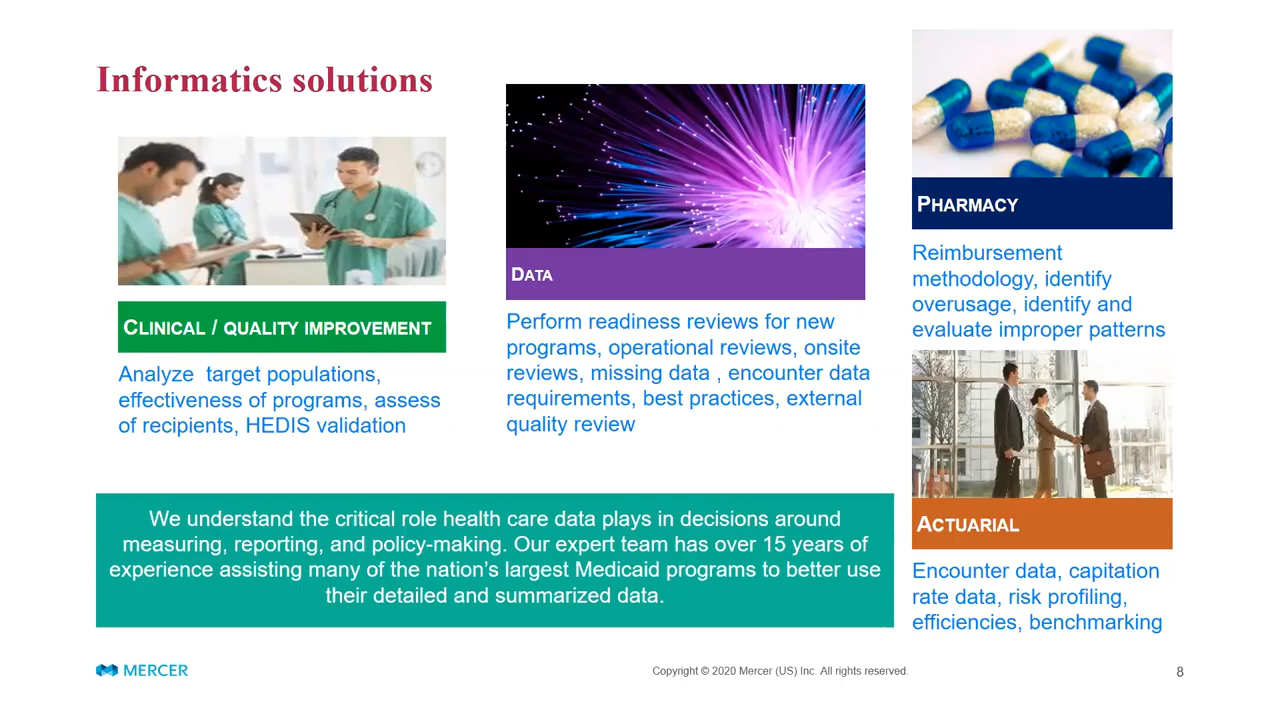 Informatics solutions
CLINICAL / QUALITY IMPROVEMENT
Analyze  target populations,
effectiveness of programs, assess
of recipients, HEDIS validation
DATA
Perform readiness reviews for new
programs, operational reviews, onsite
reviews, missing data , encounter data
requirements, best practices, external
quality review
PHARMACY
Reimbursement
methodology, identify
overusage, identify and
evaluate improper patterns
ACTUARIAL
Encounter data, capitation
rate data, risk profiling,
efficiencies, benchmarking
We understand the critical role health care data plays in decisions around
measuring, reporting, and policy-making. Our expert team has over 15 years of
experience assisting many of the nation’s largest Medicaid programs to better use
their detailed and summarized data.
MERCER
Copyright © 2020 Mercer (US) Inc. All rights reserved.
8